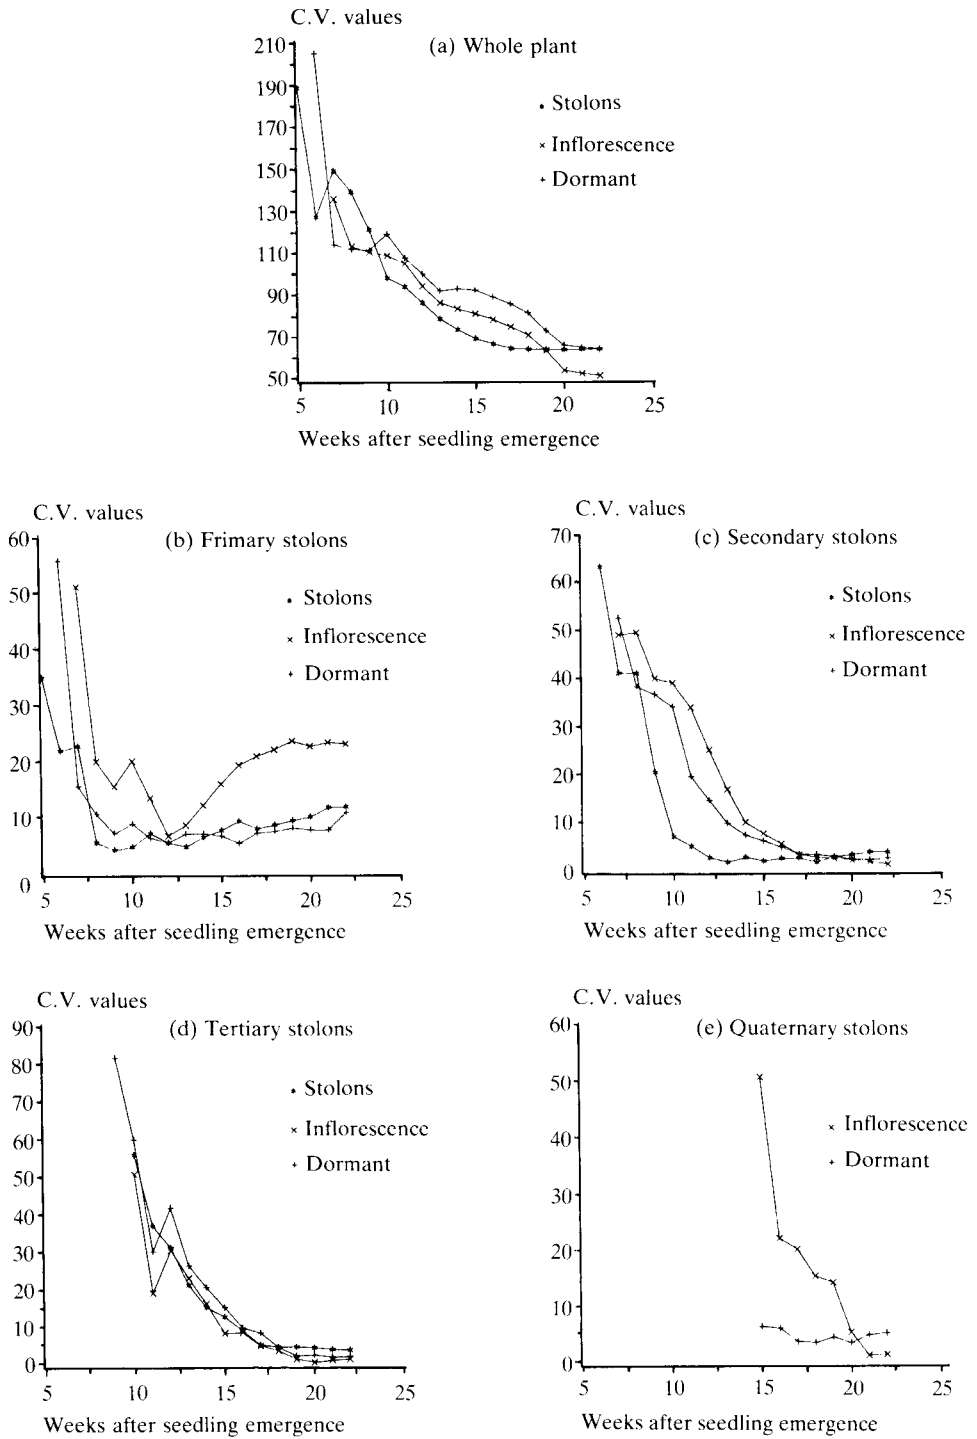 C.V. values
(a) Whole plant
210
190
170
150
130
110
90
70
50
Stolons
Inflorescence
Dormant
5 10 15 20 25
Weeks after seedling emergence
C.V. values
(b) Frimary stolons
60
50
40
30
20
10
0
Stolons
Inflorescence
Dormant
5 10 15 20 25
Weeks after seedling emergence
C.V. values
(c) Secondary stolons
70
60
50
40
30
20
10
0
Stolons
Inflorescence
Dormant
5 10 15 20 25
Weeks after seedling emergence
C.V. values
(d) Tertiary stolons
90
80
70
60
50
40
30
20
10
0
Stolons
Inflorescence
Dormant
5 10 15 20 25
Weeks after seedling emergence
C.V. values
(e) Quaternary stolons
60
50
40
30
20
10
0
Inflorescence
Dormant
5 15 20 25
Weeks after seedling emergence